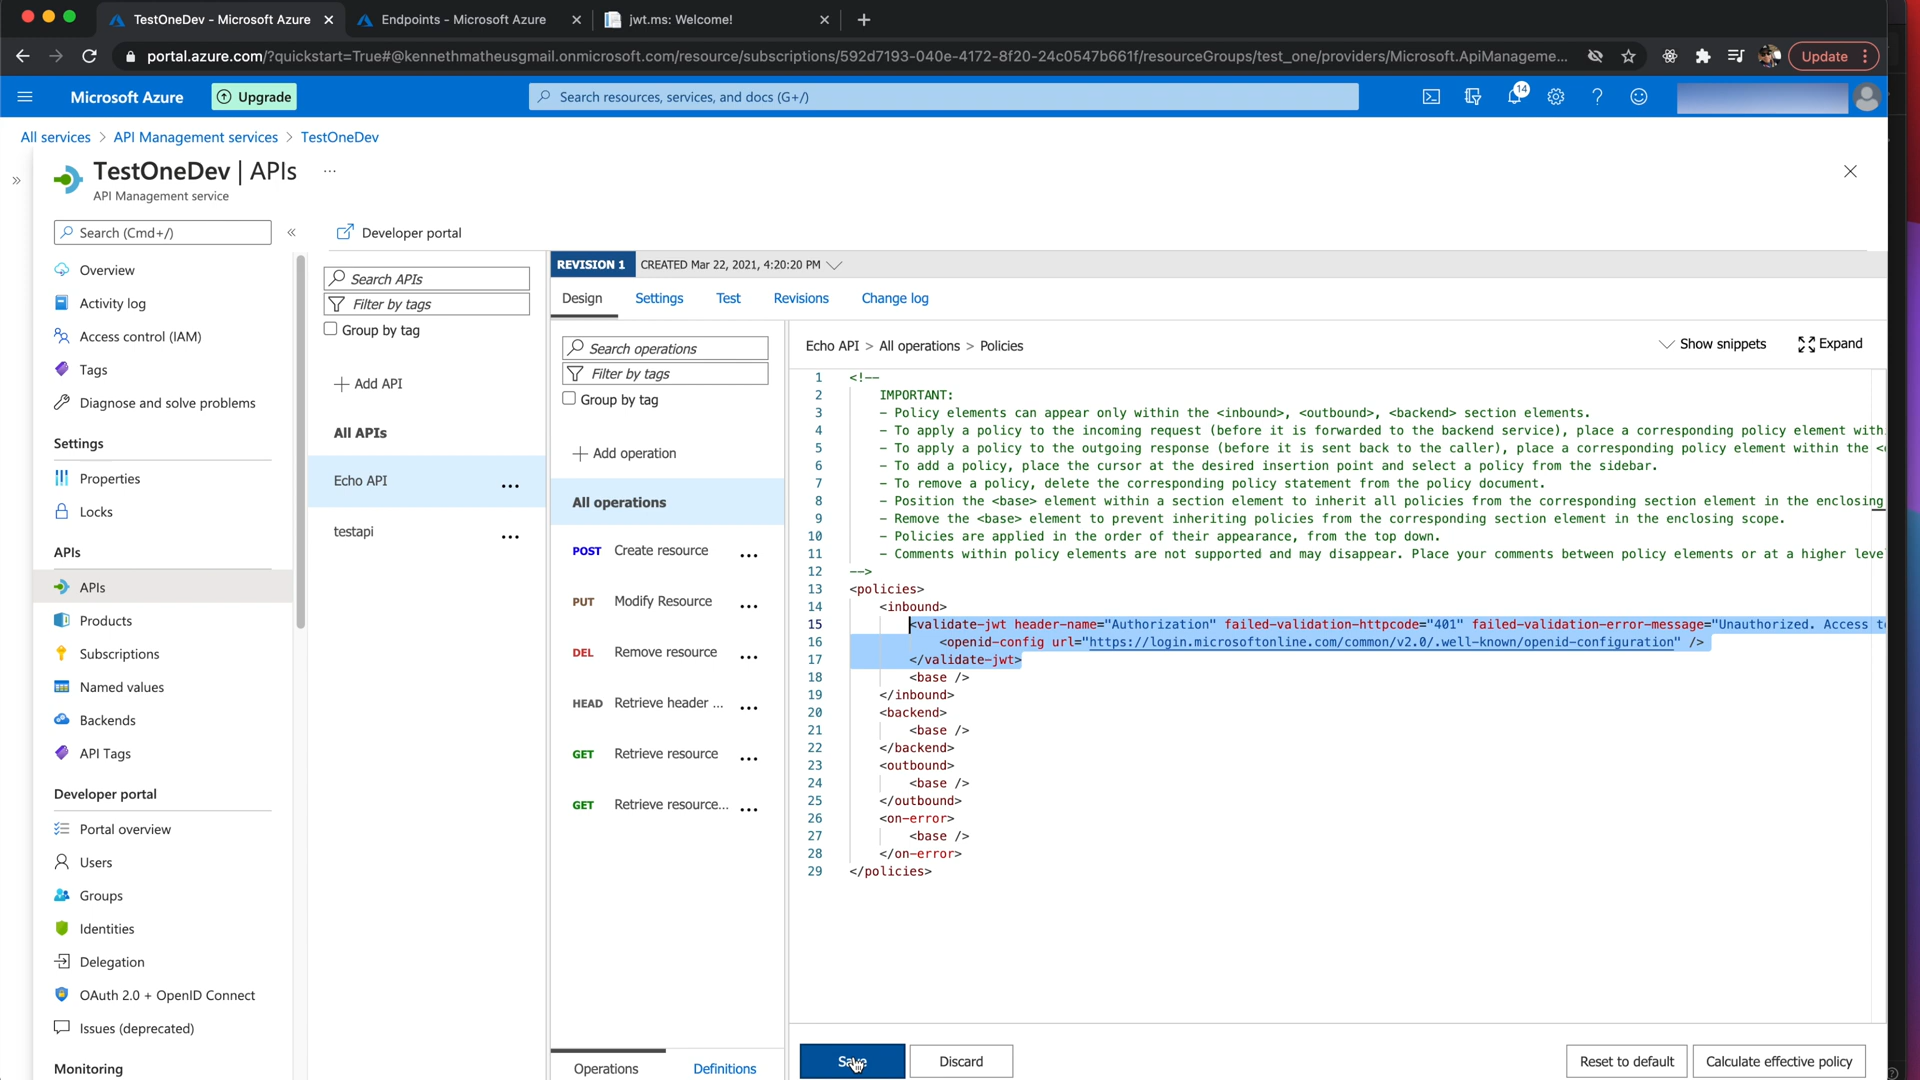 TestOneDev - Microsoft Azure
Endpoints - Microsoft Azure
jwt.ms: Welcome!
portal.azure.com/?quickstart=True#@kennethmatheusgmail.onmicrosoft.com/resource/subscriptions/592d7193-040e-4172-8f20-24c0547b661f/resourceGroups/test_one/providers/Microsoft.ApiManageme...
Update
Microsoft Azure
Upgrade
Search resources, services, and docs (G+/)
14
All services > API Management services > TestOneDev
TestOneDev | APIs ...
API Management service
Search (Cmd+/)
Overview
Activity log
Access control (IAM)
Tags
Diagnose and solve problems
Settings
Properties
Locks
APIs
APIs
Products
Subscriptions
Named values
Backends
API Tags
Developer portal
Portal overview
Users
Groups
Identities
Delegation
OAuth 2.0 + OpenID Connect
Issues (deprecated)
Monitoring
Developer portal
Search APIs
Filter by tags
Group by tag
+ Add API
All APIs
Echo API ...
testapi ...
REVISION 1 CREATED Mar 22, 2021, 4:20:20 PM
Design Settings Test Revisions Change log
Search operations
Filter by tags
Group by tag
+ Add operation
All operations
POST Create resource ...
PUT Modify Resource ...
DEL Remove resource ...
HEAD Retrieve header ... ...
GET Retrieve resource ...
GET Retrieve resource... ...
Operations Definitions
Echo API > All operations > Policies
Show snippets
Expand
1 <!--
2 IMPORTANT:
3 - Policy elements can appear only within the <inbound>, <outbound>, <backend> section elements.
4 - To apply a policy to the incoming request (before it is forwarded to the backend service), place a corresponding policy element with
5 - To apply a policy to the outgoing response (before it is sent back to the caller), place a corresponding policy element within the <
6 - To add a policy, place the cursor at the desired insertion point and select a policy from the sidebar.
7 - To remove a policy, delete the corresponding policy statement from the policy document.
8 - Position the <base> element within a section element to inherit all policies from the corresponding section element in the enclosing
9 - Remove the <base> element to prevent inheriting policies from the corresponding section element in the enclosing scope.
10 - Policies are applied in the order of their appearance, from the top down.
11 - Comments within policy elements are not supported and may disappear. Place your comments between policy elements or at a higher leve
12 -->
13 <policies>
14 <inbound>
15 <validate-jwt header-name="Authorization" failed-validation-httpcode="401" failed-validation-error-message="Unauthorized. Access t
16 <openid-config url="https://login.microsoftonline.com/common/v2.0/.well-known/openid-configuration" />
17 </validate-jwt>
18 <base />
19 </inbound>
20 <backend>
21 <base />
22 </backend>
23 <outbound>
24 <base />
25 </outbound>
26 <on-error>
27 <base />
28 </on-error>
29 </policies>
Save
Discard
Reset to default
Calculate effective policy